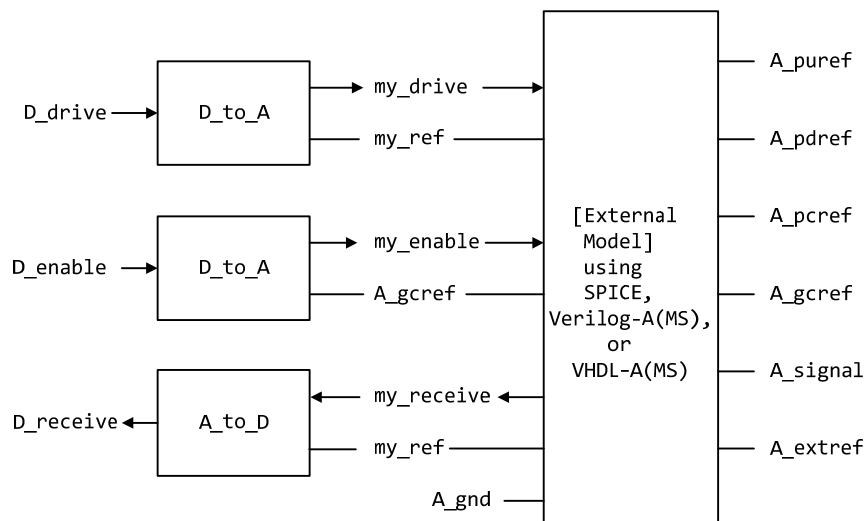 D_drive
D_to_A
my_drive
my_ref
D_enable
D_to_A
my_enable
A_gcref
D_receive
A_to_D
my_receive
my_ref
A_gnd
[External
Model]
using
SPICE,
Verilog-A(MS),
or
VHDL-A(MS)
A_puref
A_pdref
A_pcref
A_gcref
A_signal
A_extref